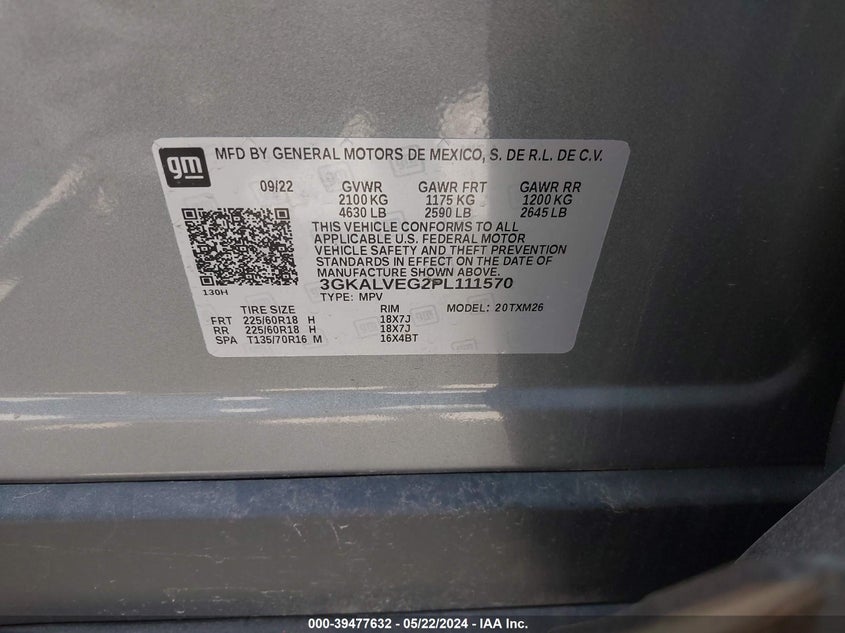 gm
MFD BY GENERAL MOTORS DE MEXICO, S. DE R.L. DE C.V.
09/22 GVWR GAWR FRT GAWR RR
2100 KG 1175 KG 1200 KG
4630 LB 2590 LB 2645 LB
THIS VEHICLE CONFORMS TO ALL
APPLICABLE U.S. FEDERAL MOTOR
VEHICLE SAFETY AND THEFT PREVENTION
STANDARDS IN EFFECT ON THE DATE OF
MANUFACTURE SHOWN ABOVE.
130H
3GKALVEG2PL111570
TYPE: MPV
TIRE SIZE RIM MODEL: 20TXM26
FRT 225/60R18 H 18X7J
RR 225/60R18 H 18X7J
SPA T135/70R16 M 16X4BT
000-39477632 - 05/22/2024 - IAA Inc.